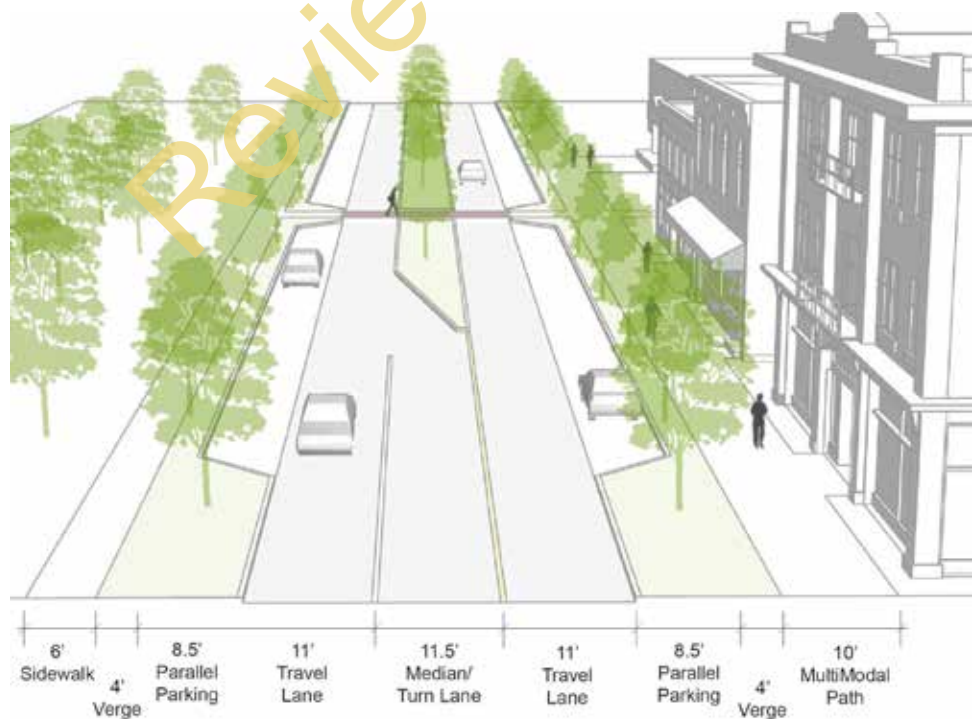 Revie
6'
Sidewalk
4'
Verge
8.5'
Parallel
Parking
11'
Travel
Lane
11.5'
Median/
Turn Lane
11'
Travel
Lane
8.5'
Parallel
Parking
4'
Verge
10'
MultiModal
Path